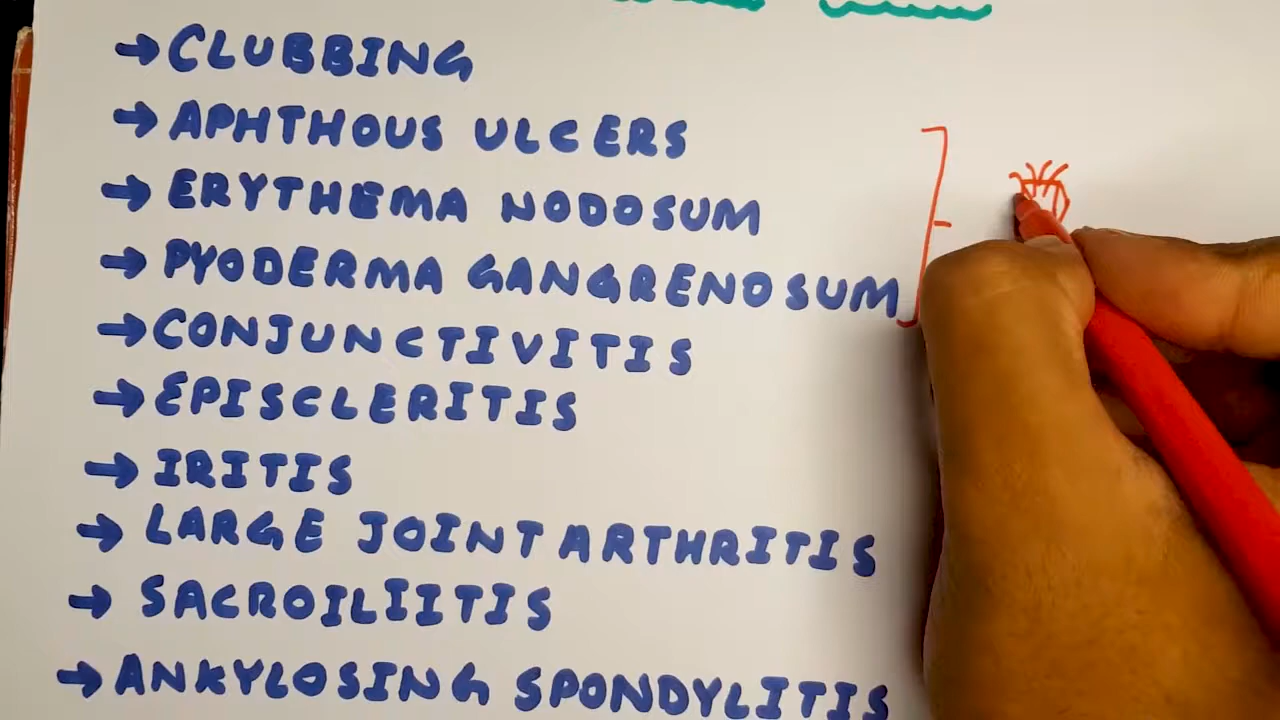 → CLUBBING
→ APHTHOUS ULCERS
→ ERYTHEMA NODOSUM
→ PYODERMA GANGRENOSUM
→ CONJUNCTIVITIS
→ EPISCLERITIS
→ IRITIS
→ LARGE JOINT ARTHRITIS
→ SACROILIITIS
→ ANKYLOSING SPONDYLITIS